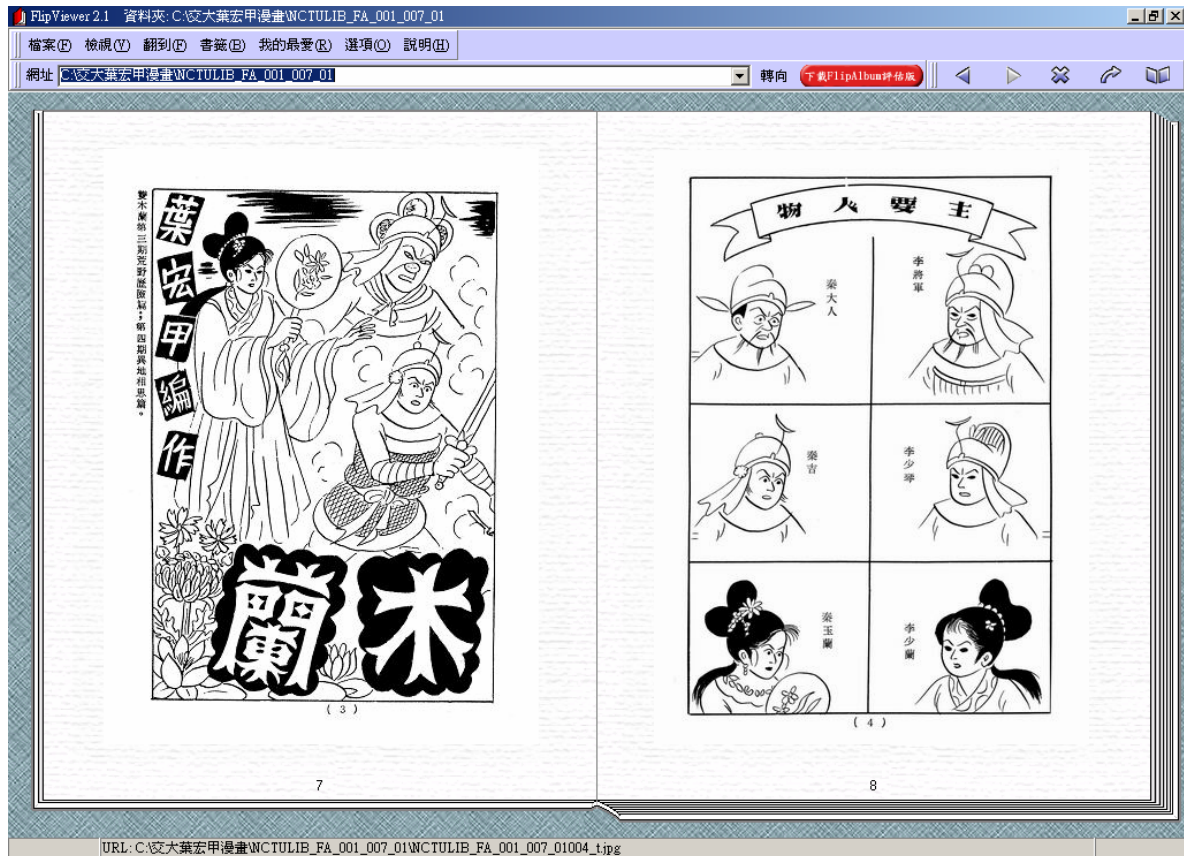 FlipViewer 2.1 資料夾: C:\交大葉宏甲漫畫\NCTULIB_FA_001_007_01
檔案(F) 檢視(V) 翻到(F) 書籤(B) 我的最愛(R) 選項(O) 說明(H)
網址 C:\交大葉宏甲漫畫\NCTULIB_FA_001_007_01 轉向 下載FlipAlbum評估版
雙木蘭第三期荒野歷險篇;第四期異地相思篇。
葉宏甲編作
木蘭
(3)
7
主要人物
李將軍
秦大人
李少琴
秦吉
李少蘭
秦玉蘭
(4)
8
URL: C:\交大葉宏甲漫畫\NCTULIB_FA_001_007_01\NCTULIB_FA_001_007_01004_t.jpg